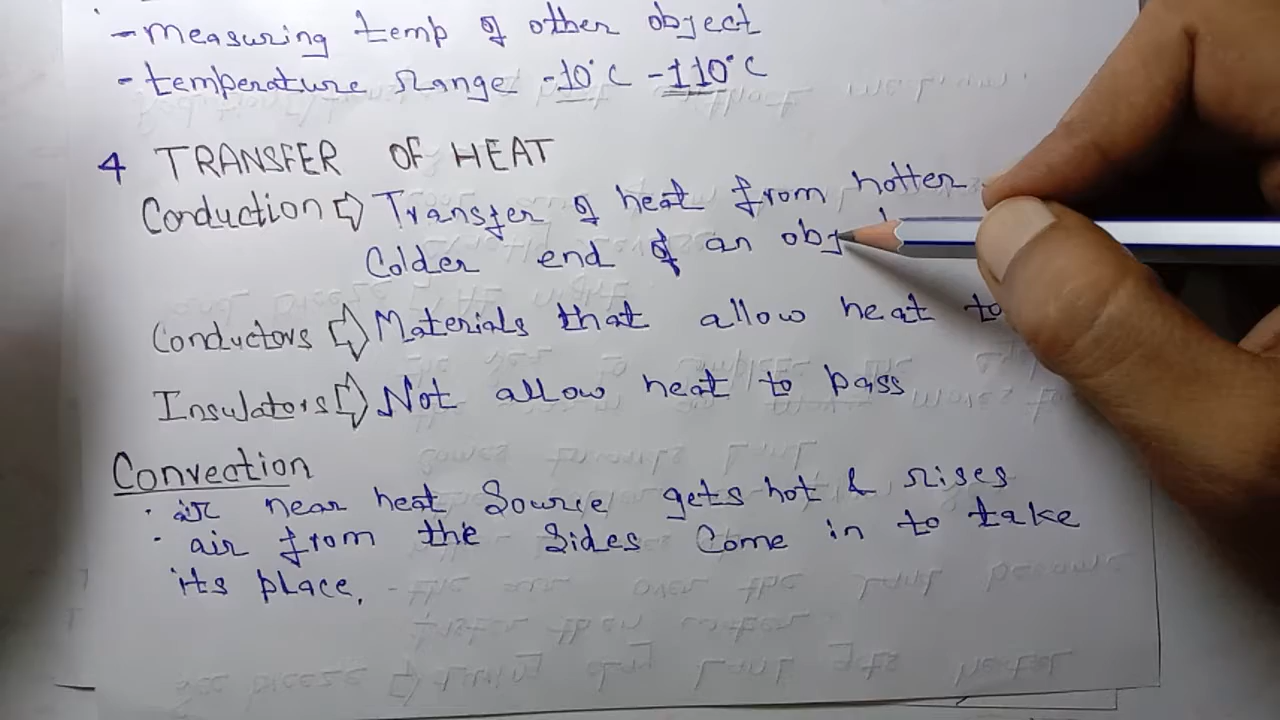 - measuring temp of other object
- temperature range -10°C - 110°C
4 TRANSFER OF HEAT
Conduction ⇨ Transfer of heat from hotter
Colder end of an obj
Conductors ⇨ Materials that allow heat to
Insulators ⇨ Not allow heat to pass
Convection
· air near heat Source gets hot & rises
· air from the sides come in to take
its place.